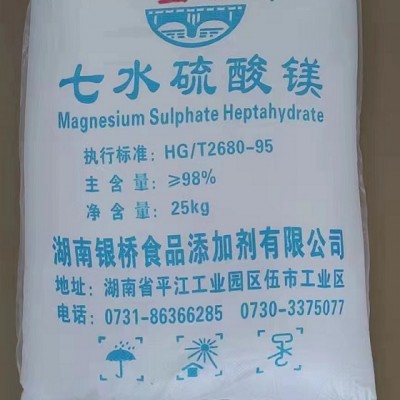 七水硫酸镁
Magnesium Sulphate Heptahydrate
执行标准：HG/T2680-95
主 含 量：≥98%
净 含 量：25kg
湖南银桥食品添加剂有限公司
地址：湖南省平江工业园区伍市工业区
电话：0731-86366285 0730-3375077